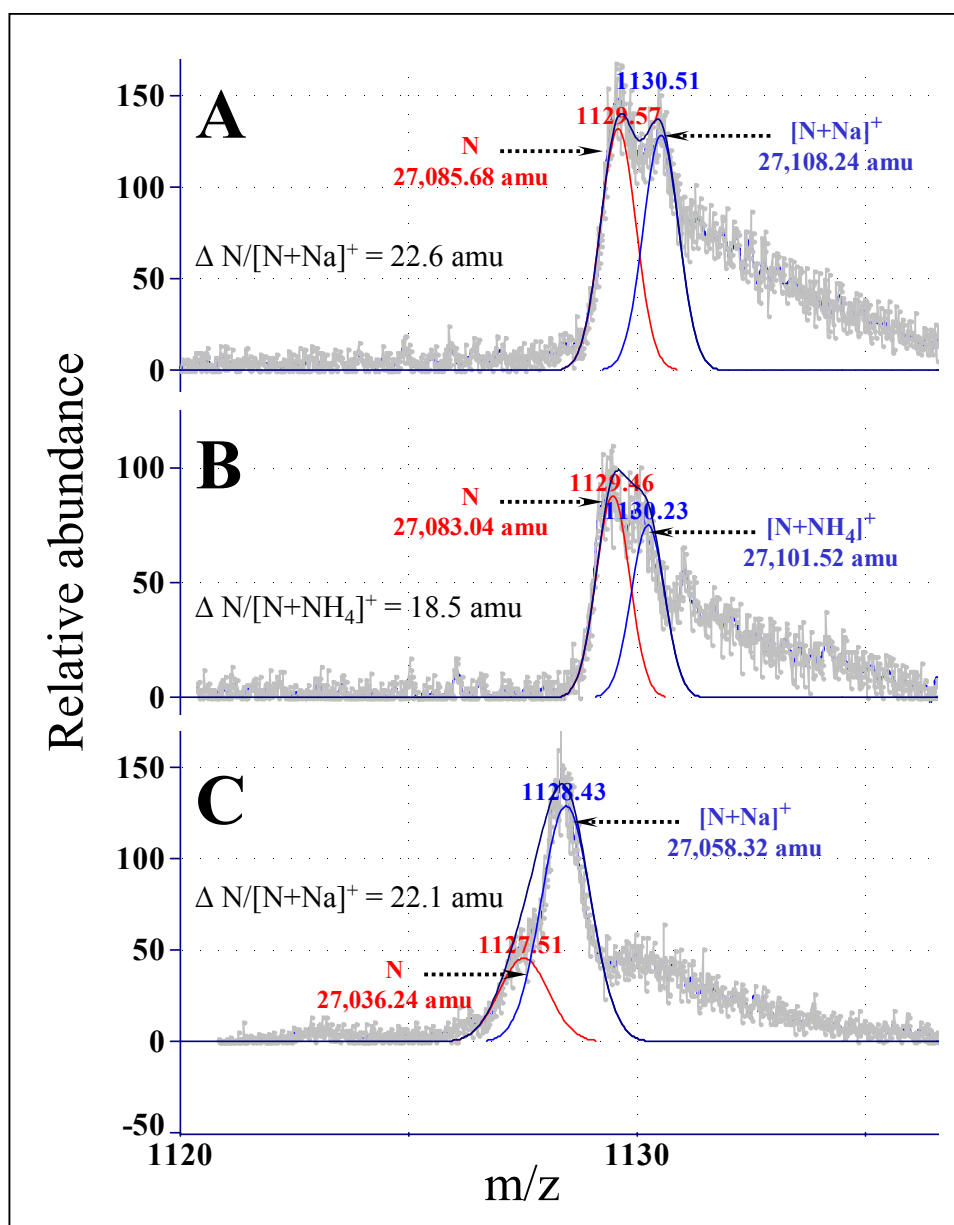 Relative abundance
A
150
100
50
0
1130.51
1129.57
N
27,085.68 amu
[N+Na]+
27,108.24 amu
Δ N/[N+Na]+ = 22.6 amu
B
100
50
0
1129.46
1130.23
N
27,083.04 amu
[N+NH4]+
27,101.52 amu
Δ N/[N+NH4]+ = 18.5 amu
C
150
100
50
0
-50
1128.43
[N+Na]+
27,058.32 amu
Δ N/[N+Na]+ = 22.1 amu
1127.51
N
27,036.24 amu
1120
1130
m/z